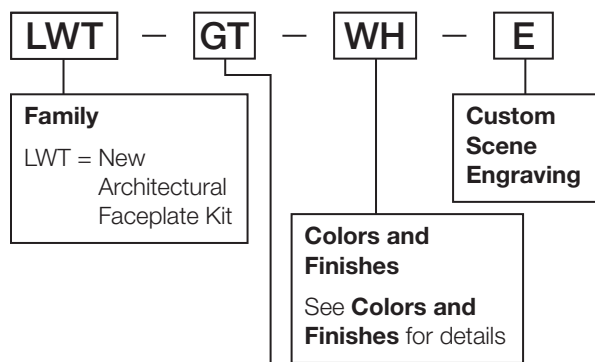 LWT – GT – WH – E
Family
LWT = New
Architectural
Faceplate Kit
Custom
Scene
Engraving
Colors and
Finishes
See Colors and
Finishes for details